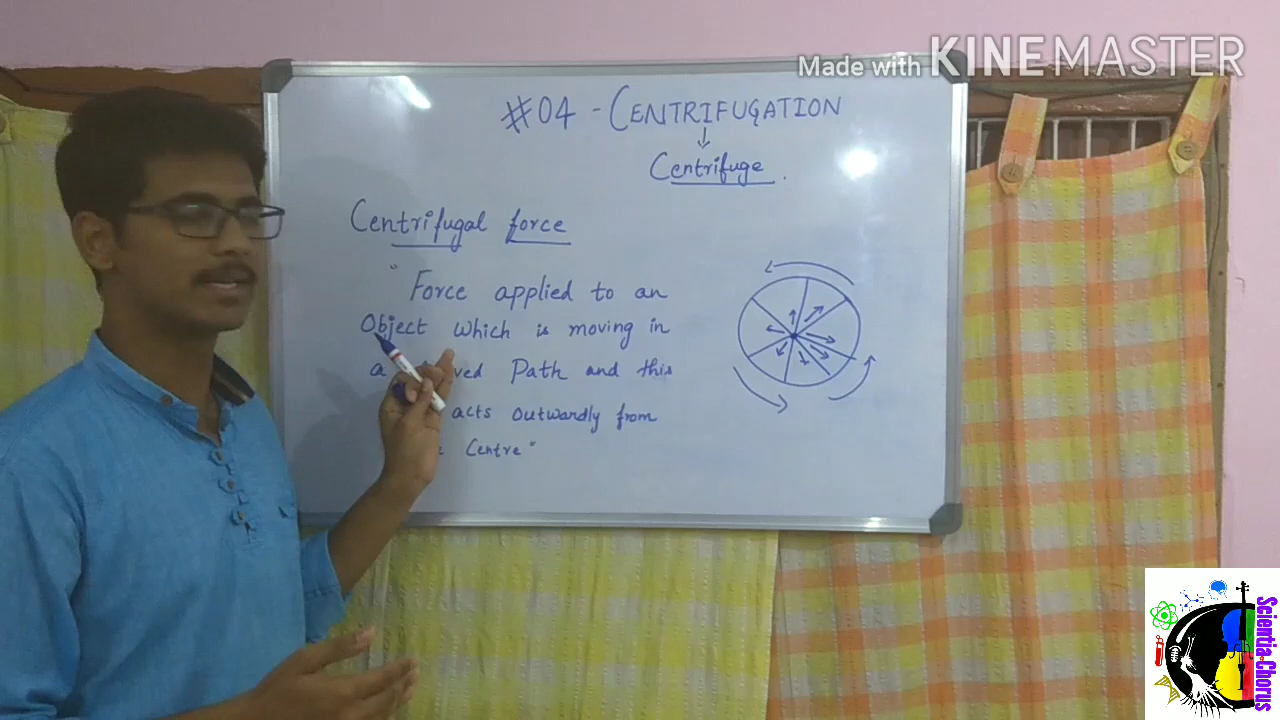 Made with KINEMASTER
#04 - CENTRIFUGATION
Centrifuge.
Centrifugal force
" Force applied to an
Object which is moving in
a Path and this
acts outwardly from
Centre"
Scientia-Chorus